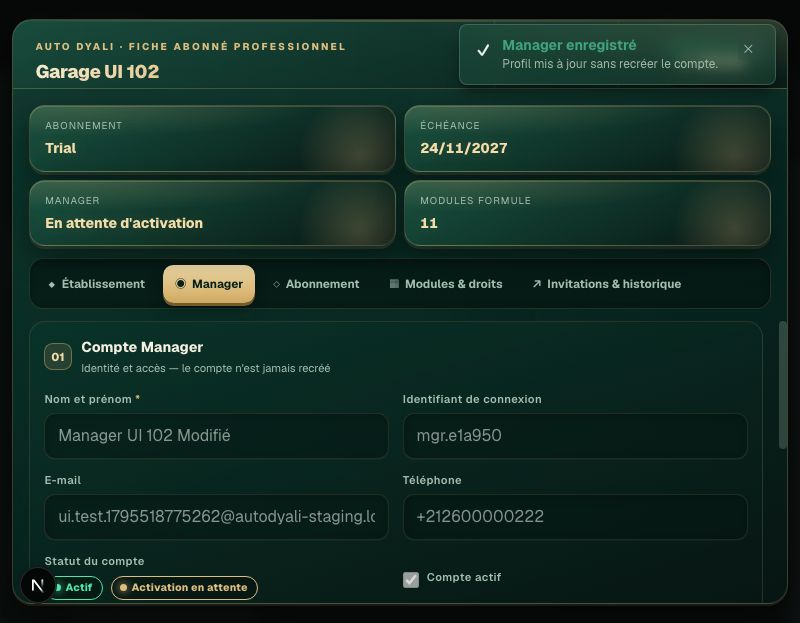 AUTO DYALI · FICHE ABONNÉ PROFESSIONNEL
Garage UI 102
Manager enregistré
Profil mis à jour sans recréer le compte.
ABONNEMENT
Trial
ÉCHÉANCE
24/11/2027
MANAGER
En attente d'activation
MODULES FORMULE
11
Établissement
Manager
Abonnement
Modules & droits
Invitations & historique
01
Compte Manager
Identité et accès — le compte n'est jamais recréé
Nom et prénom *
Identifiant de connexion
Manager UI 102 Modifié
mgr.e1a950
E-mail
Téléphone
ui.test.1795518775262@autodyali-staging.lo
+212600000222
Statut du compte
Actif
Activation en attente
Compte actif
N